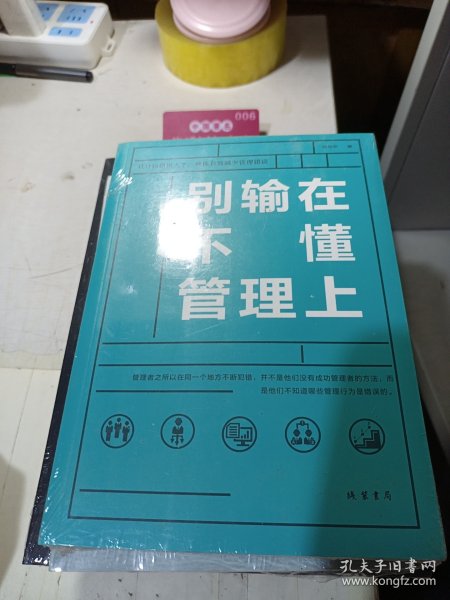 006
别输在
不懂
管理上
管理者之所以在同一个地方不断犯错，并不是他们没有成功管理者的方法，而
是他们不知道哪些管理行为是错误的。
线装书局
孔夫子旧书网
www.kongfz.com